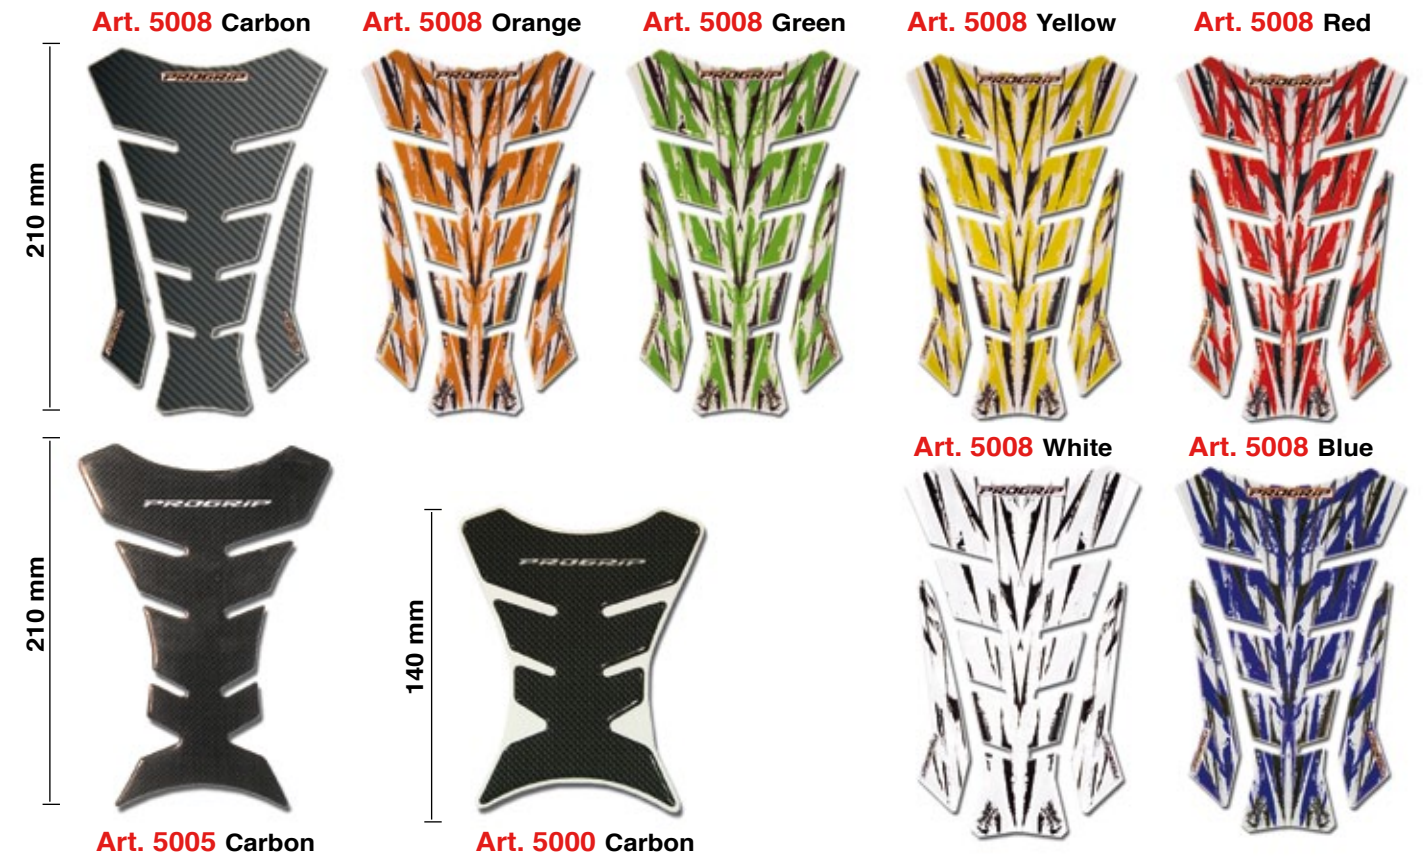 Art. 5008 Carbon
Art. 5008 Orange
Art. 5008 Green
Art. 5008 Yellow
Art. 5008 Red
PROGRIP
PROGRIP
PROGRIP
PROGRIP
PROGRIP
210 mm
Art. 5008 White
Art. 5008 Blue
PROGRIP
PROGRIP
PROGRIP
PROGRIP
210 mm
140 mm
Art. 5005 Carbon
Art. 5000 Carbon